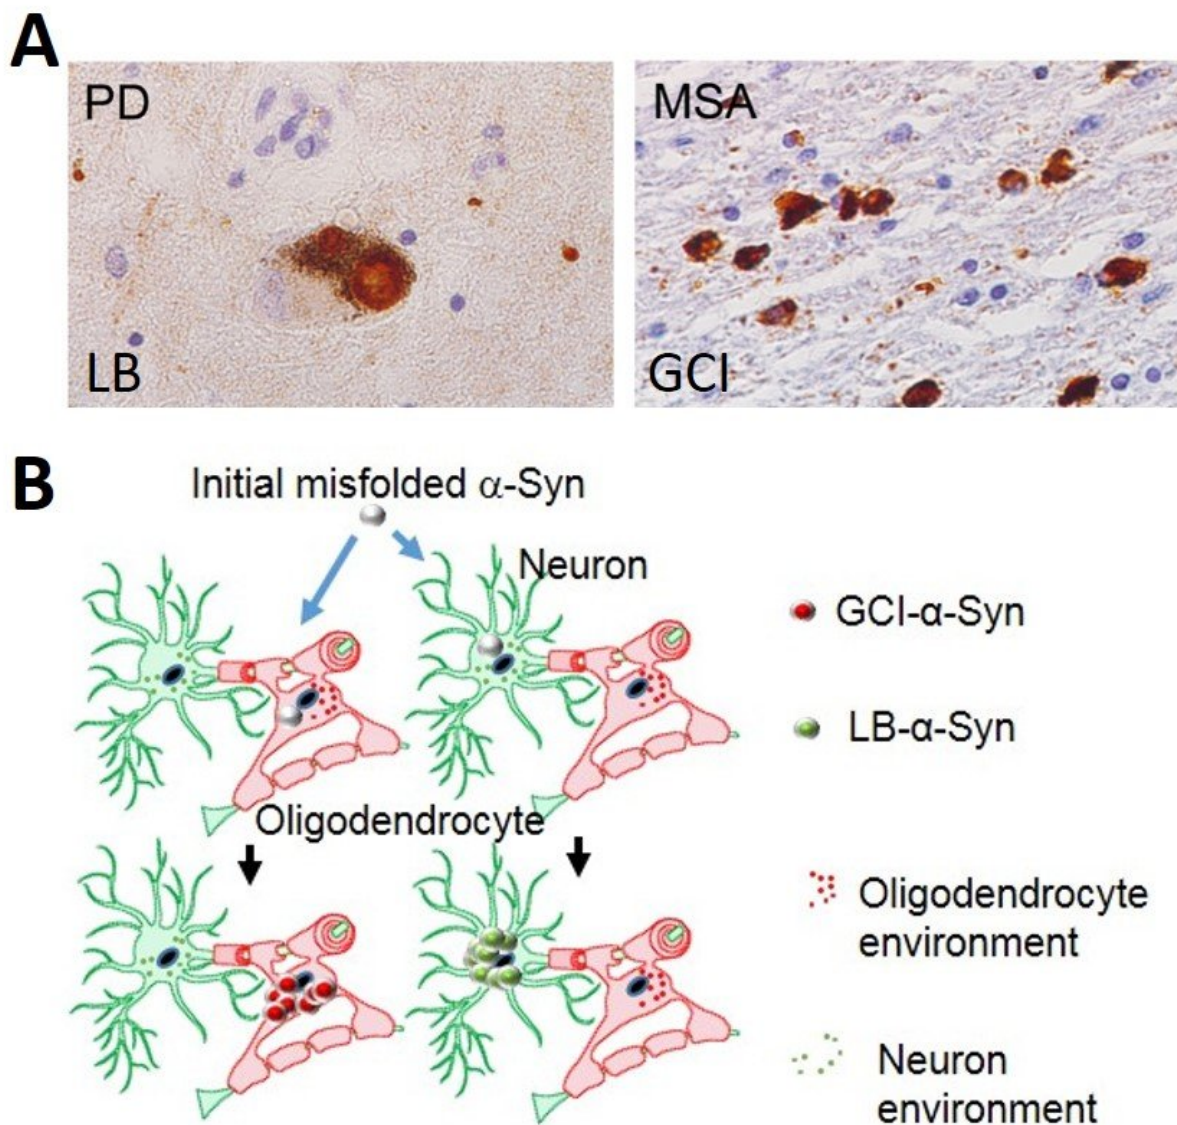 A
PD
LB
MSA
GCI
B
Initial misfolded α-Syn
Neuron
Oligodendrocyte
GCI-α-Syn
LB-α-Syn
Oligodendrocyte
environment
Neuron
environment